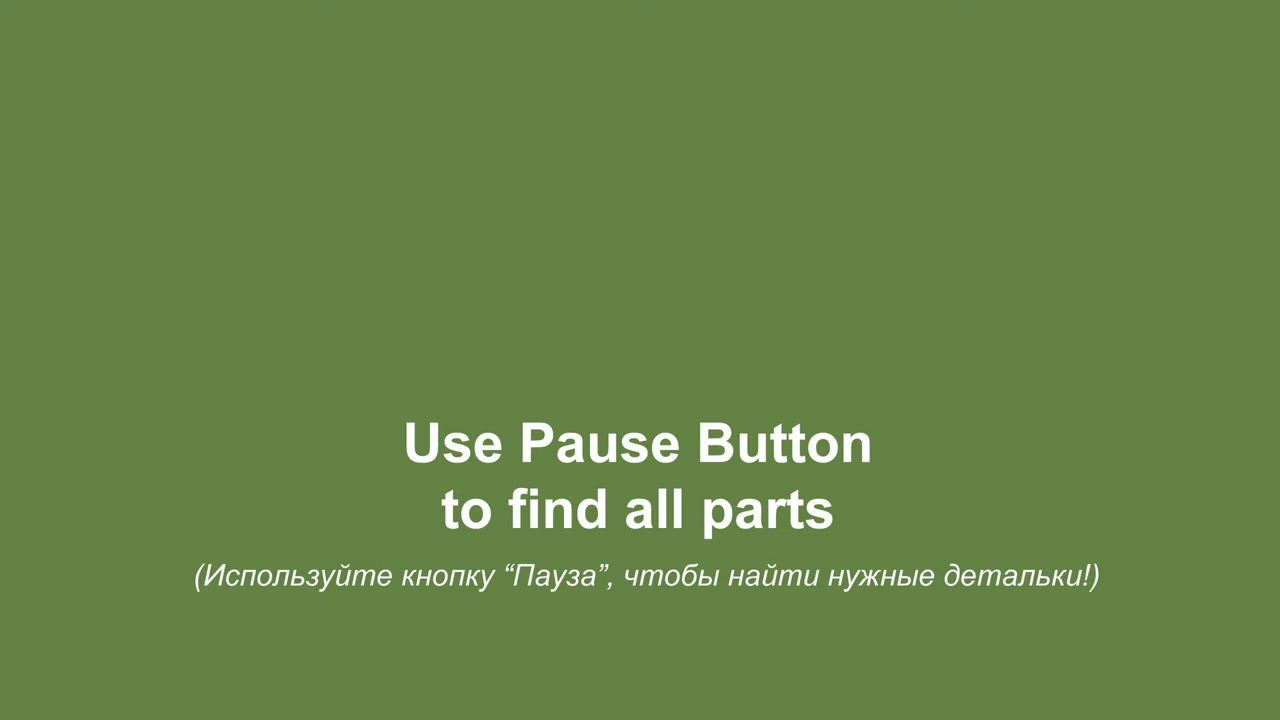 Use Pause Button
to find all parts
(Используйте кнопку “Пауза”, чтобы найти нужные детальки!)